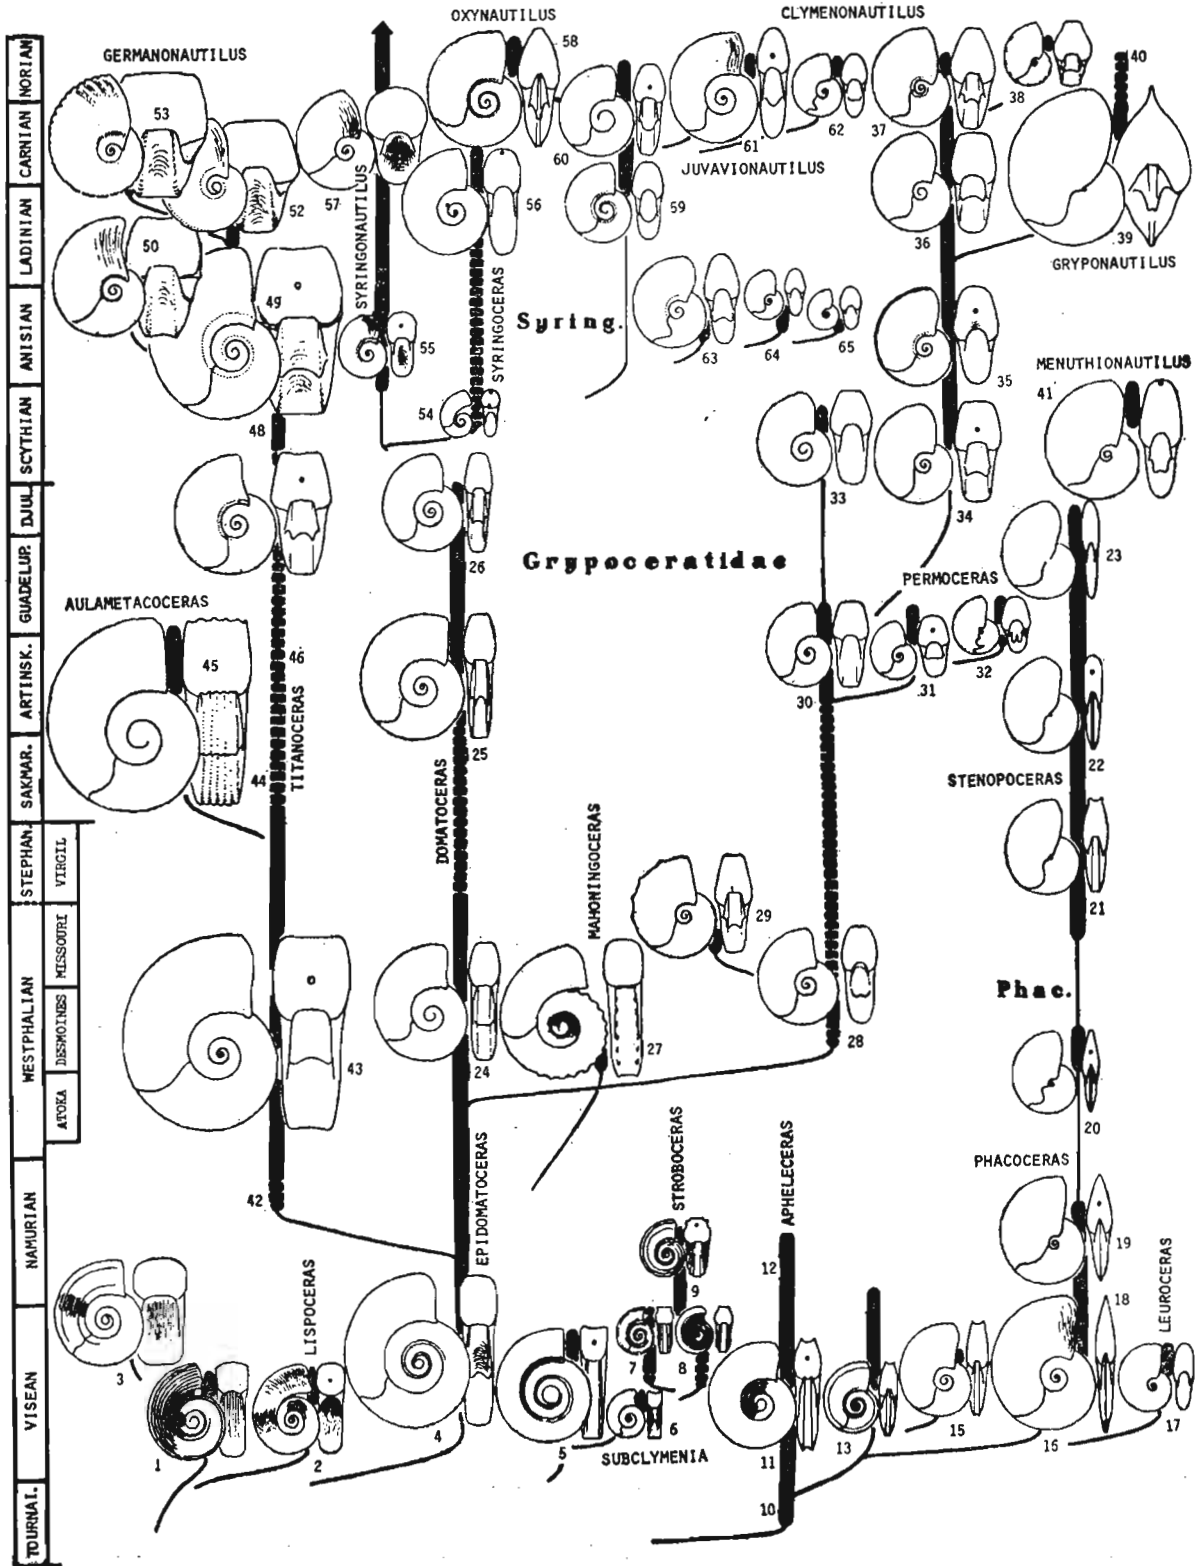 OXYNAUTILUS
CLYMENONAUTILUS
GERMANONAUTILUS
58
38
40
53
61
62
37
60
JUVAVIONAUTILUS
52
57
56
59
36
39
GRYPONAUTILUS
50
SYRINGONAUTILUS
SYRINGOCERAS
49
Syring.
55
63
64
65
35
MENUTHIONAUTILUS
41
54
48
33
34
26
Grypoceratidae
23
PERMOCERAS
AULAMETACOCERAS
45
46
30
31
32
TITANOCERAS
25
22
44
DOMATOCERAS
STENOPOCERAS
MAHONINGOCERAS
29
21
Phac.
43
24
27
28
20
STROBOCERAS
APHELECERAS
EPIDOMATOCERAS
PHACOCERAS
42
19
12
9
18
LEUROCERAS
LISPOCERAS
3
7
8
6
1
2
4
5
SUBCLYMENIA
11
13
15
16
17
10
NORIAN
CARNIAN
LADINIAN
ANISIAN
SCYTHIAN
DJUL.
GUADELUP.
ARTINSK.
SAKMAR.
STEPHAN.
VIRGIL
MISSOURI
WESTPHALIAN
DESMOINES
ATOKA
NAMURIAN
VISEAN
TOURNAI.